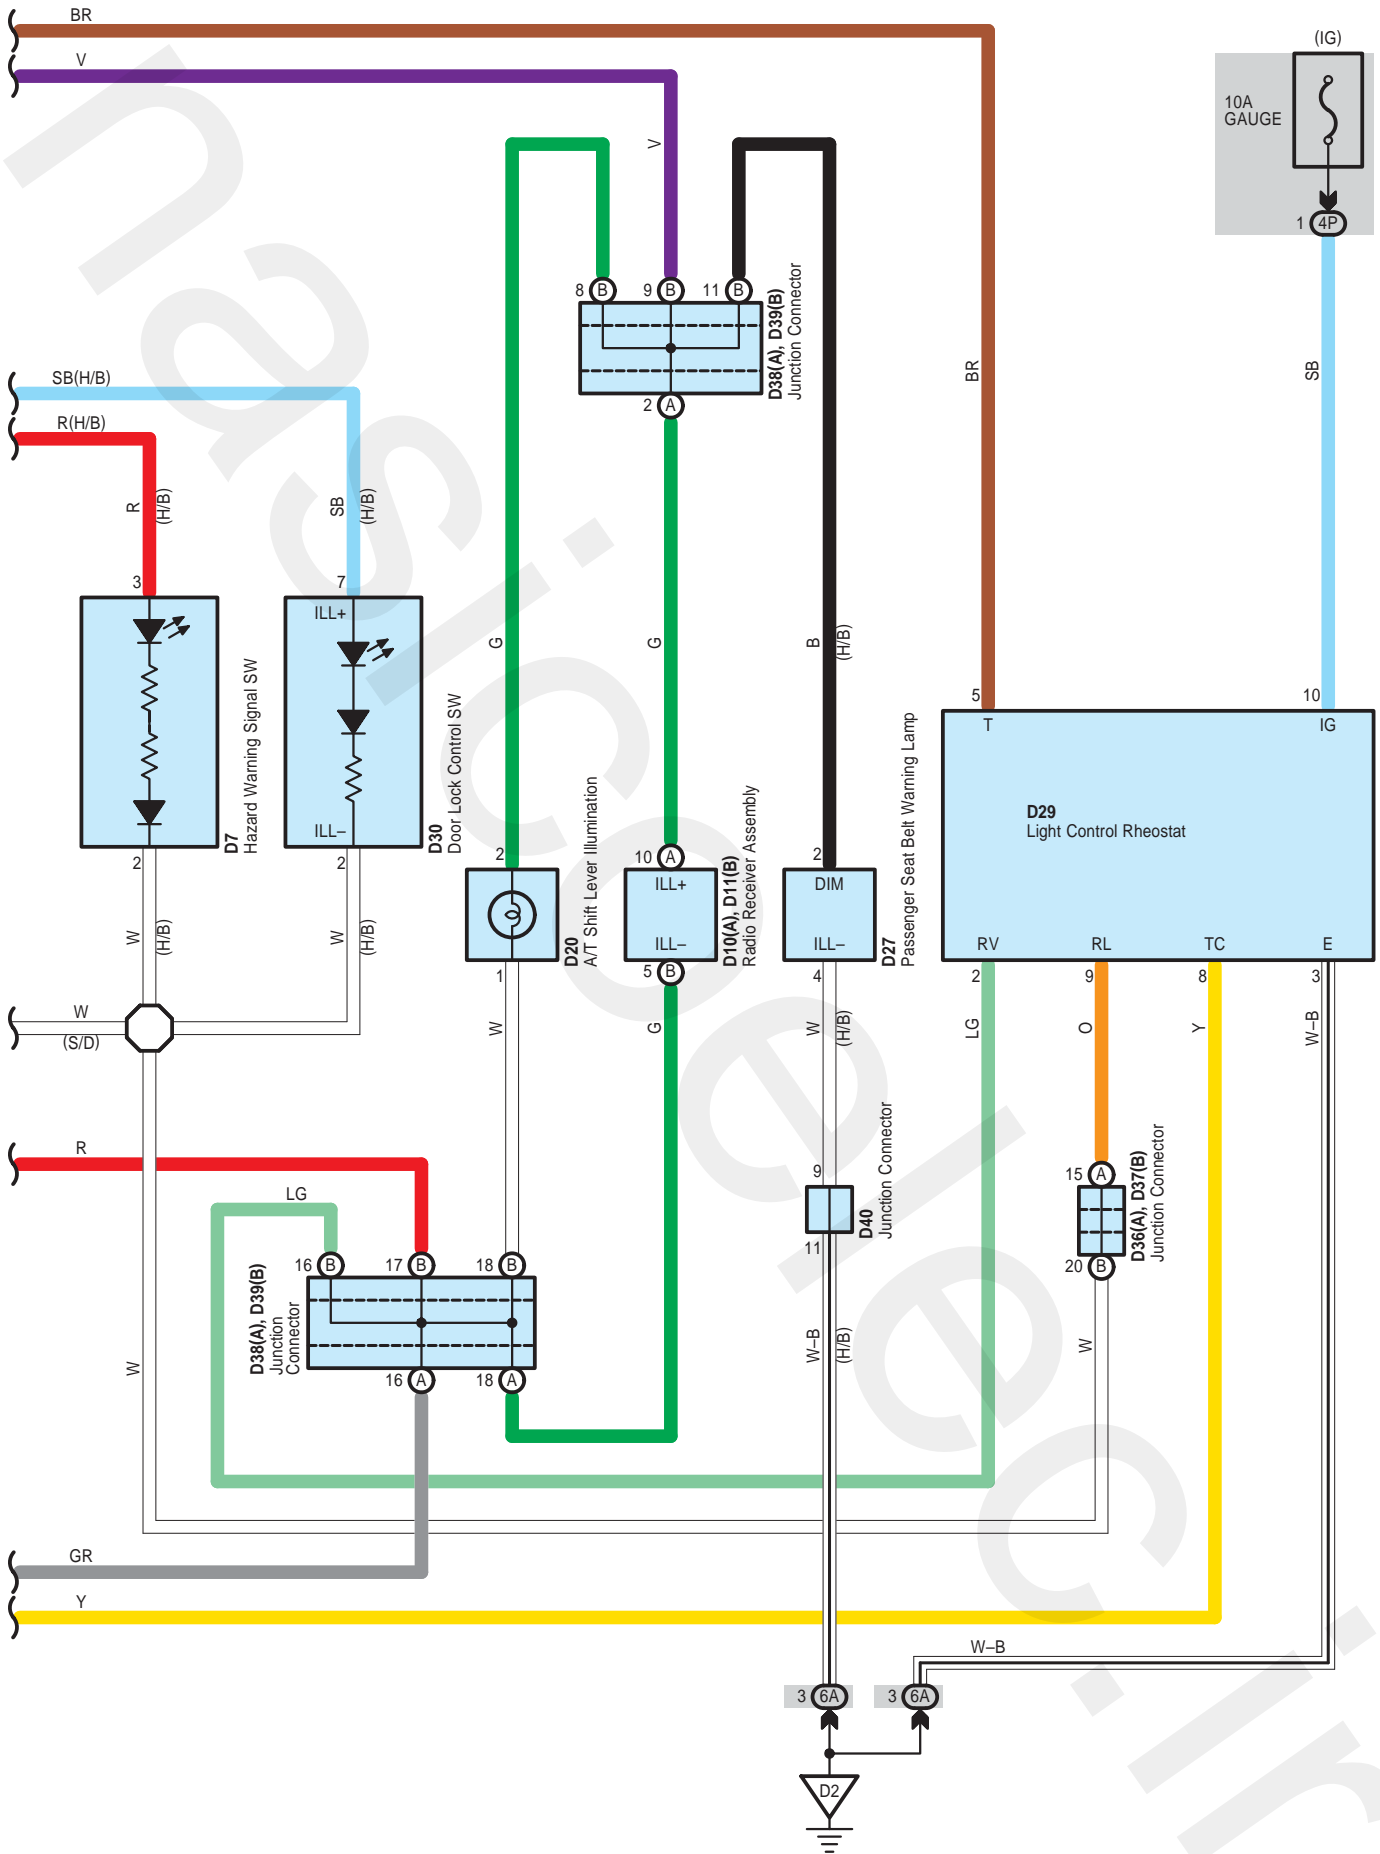 BR
V
(IG)
10A
GAUGE
1 4P
V
8 B
9 B
11 B
D38(A), D39(B)
Junction Connector
2 A
BR
SB
SB(H/B)
R(H/B)
R
(H/B)
SB
(H/B)
3
7
ILL+
ILL–
D7
Hazard Warning Signal SW
D30
Door Lock Control SW
2
2
G
G
B
(H/B)
5
10
T
IG
D29
Light Control Rheostat
RV
RL
TC
E
2
9
8
3
2
D20
A/T Shift Lever Illumination
1
10 A
ILL+
ILL–
5 B
D10(A), D11(B)
Radio Receiver Assembly
2
DIM
ILL–
4
D27
Passenger Seat Belt Warning Lamp
W
(H/B)
W
(H/B)
W
(S/D)
W
G
W
(H/B)
LG
O
Y
W–B
R
LG
16 B
17 B
18 B
D38(A), D39(B)
Junction
Connector
16 A
18 A
9
D40
Junction Connector
11
15 A
D36(A), D37(B)
Junction Connector
20 B
W
W–B
(H/B)
W
GR
Y
W–B
3 6A
3 6A
D2
nasjcoelec.ir